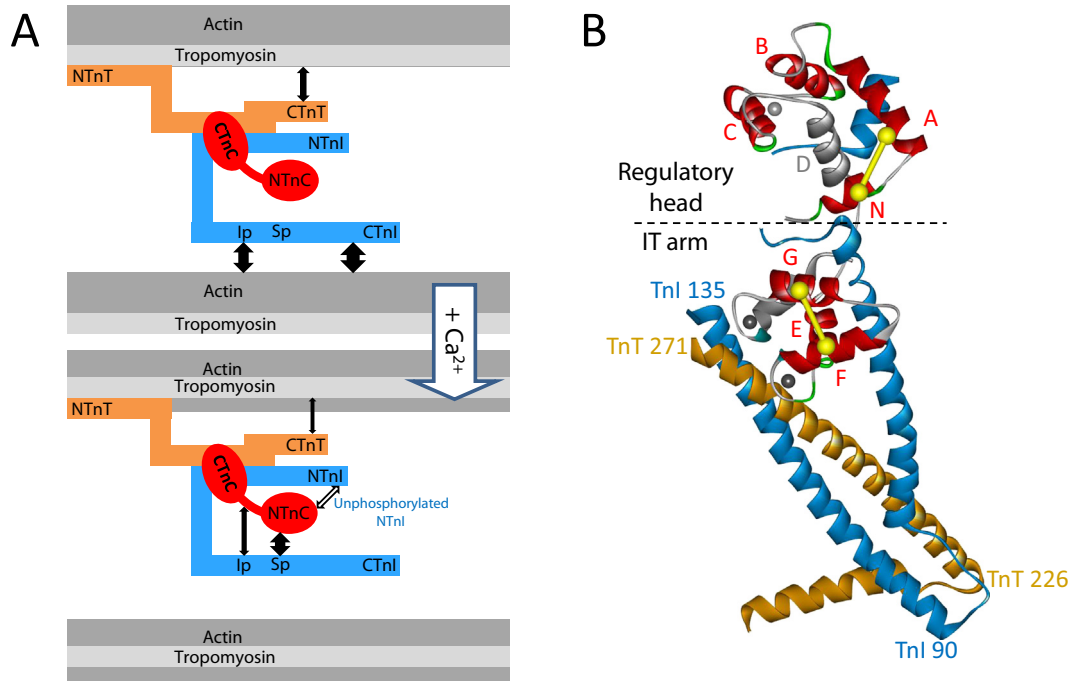 A
Actin
Tropomyosin
NTnT
CTnT
CTnC
NTnI
NTnC
Ip Sp CTnI
Actin
Tropomyosin
+ Ca²⁺
Actin
Tropomyosin
NTnT
CTnT
CTnC
NTnI
NTnC
Unphosphorylated
NTnI
Ip Sp CTnI
Actin
Tropomyosin
B
B
A
C
D
Regulatory
head
N
IT arm
G
TnI 135
E
TnT 271
F
TnT 226
TnI 90